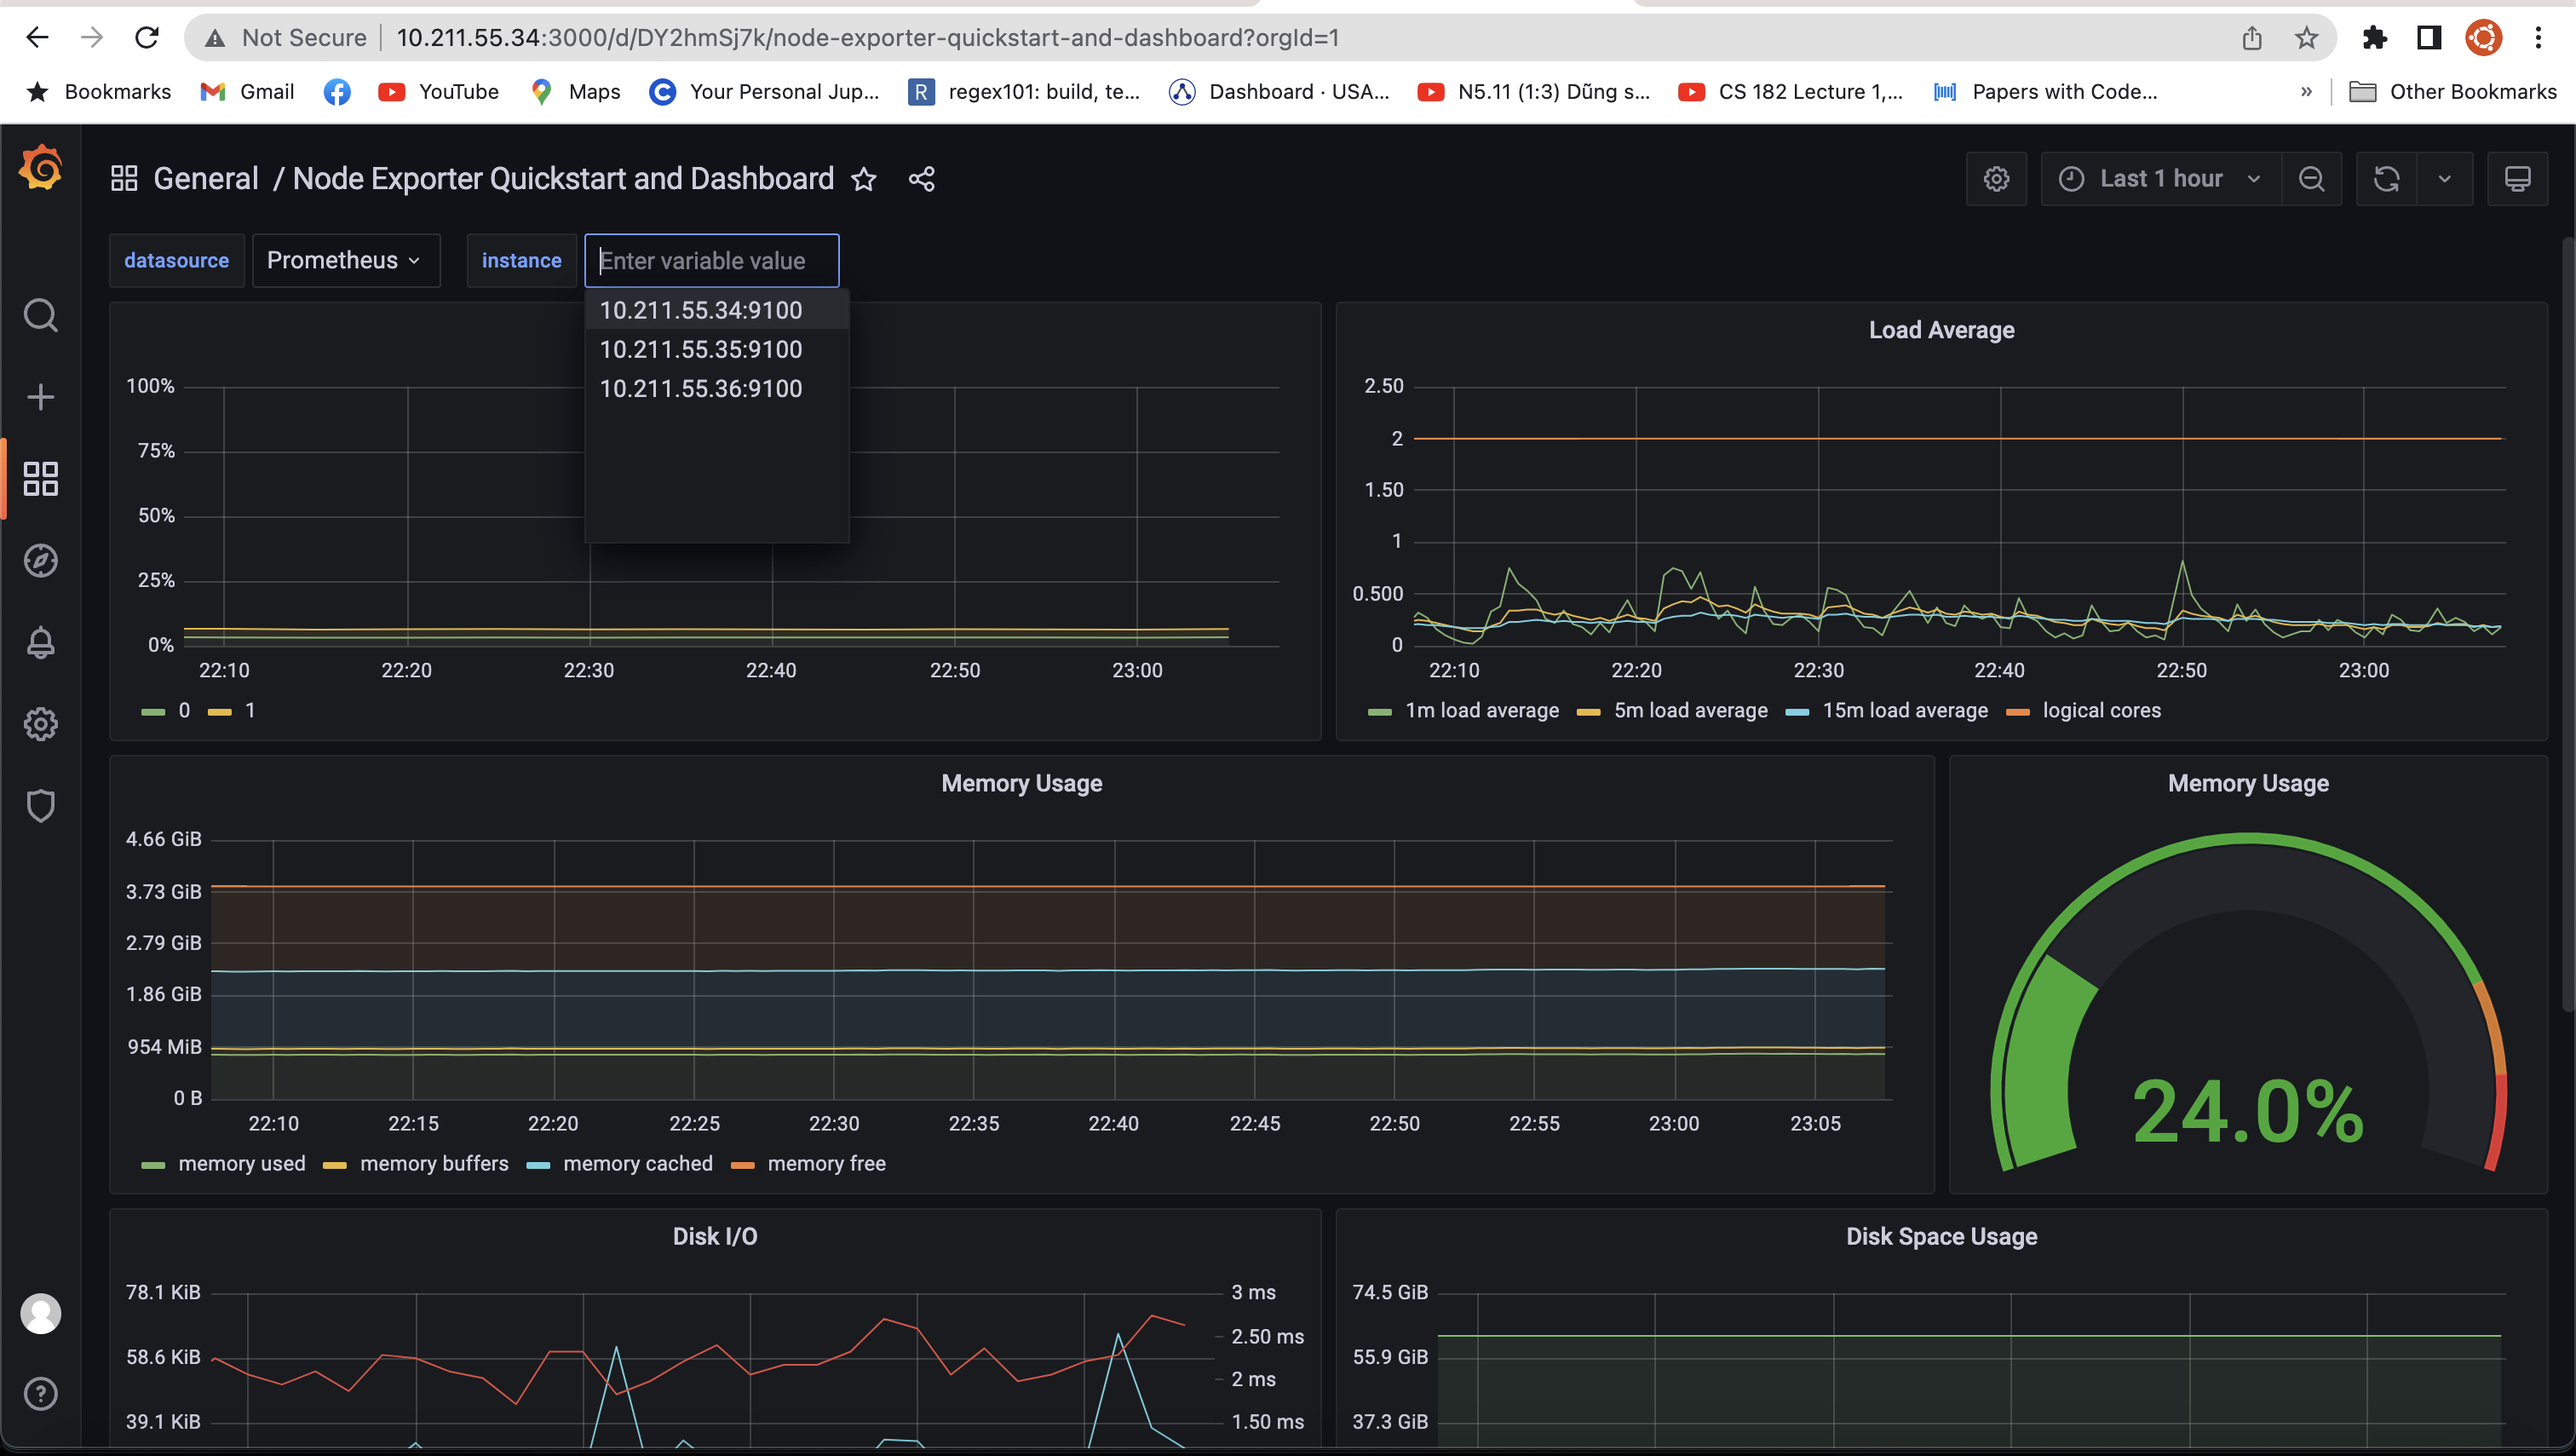 Not Secure 10.211.55.34:3000/d/DY2hmSj7k/node-exporter-quickstart-and-dashboard?orgId=1
Bookmarks Gmail YouTube Maps Your Personal Jup... regex101: build, te... Dashboard · USA... N5.11 (1:3) Dũng s... CS 182 Lecture 1,... Papers with Code... » Other Bookmarks
General / Node Exporter Quickstart and Dashboard
Last 1 hour
datasource Prometheus instance Enter variable value
10.211.55.34:9100
10.211.55.35:9100
10.211.55.36:9100
100%
75%
50%
25%
0%
22:10 22:20 22:30 22:40 22:50 23:00
0 1
Load Average
2.50
2
1.50
1
0.500
0
22:10 22:20 22:30 22:40 22:50 23:00
1m load average 5m load average 15m load average logical cores
Memory Usage
4.66 GiB
3.73 GiB
2.79 GiB
1.86 GiB
954 MiB
0 B
22:10 22:15 22:20 22:25 22:30 22:35 22:40 22:45 22:50 22:55 23:00 23:05
memory used memory buffers memory cached memory free
Memory Usage
24.0%
Disk I/O
78.1 KiB
58.6 KiB
39.1 KiB
3 ms
2.50 ms
2 ms
1.50 ms
Disk Space Usage
74.5 GiB
55.9 GiB
37.3 GiB